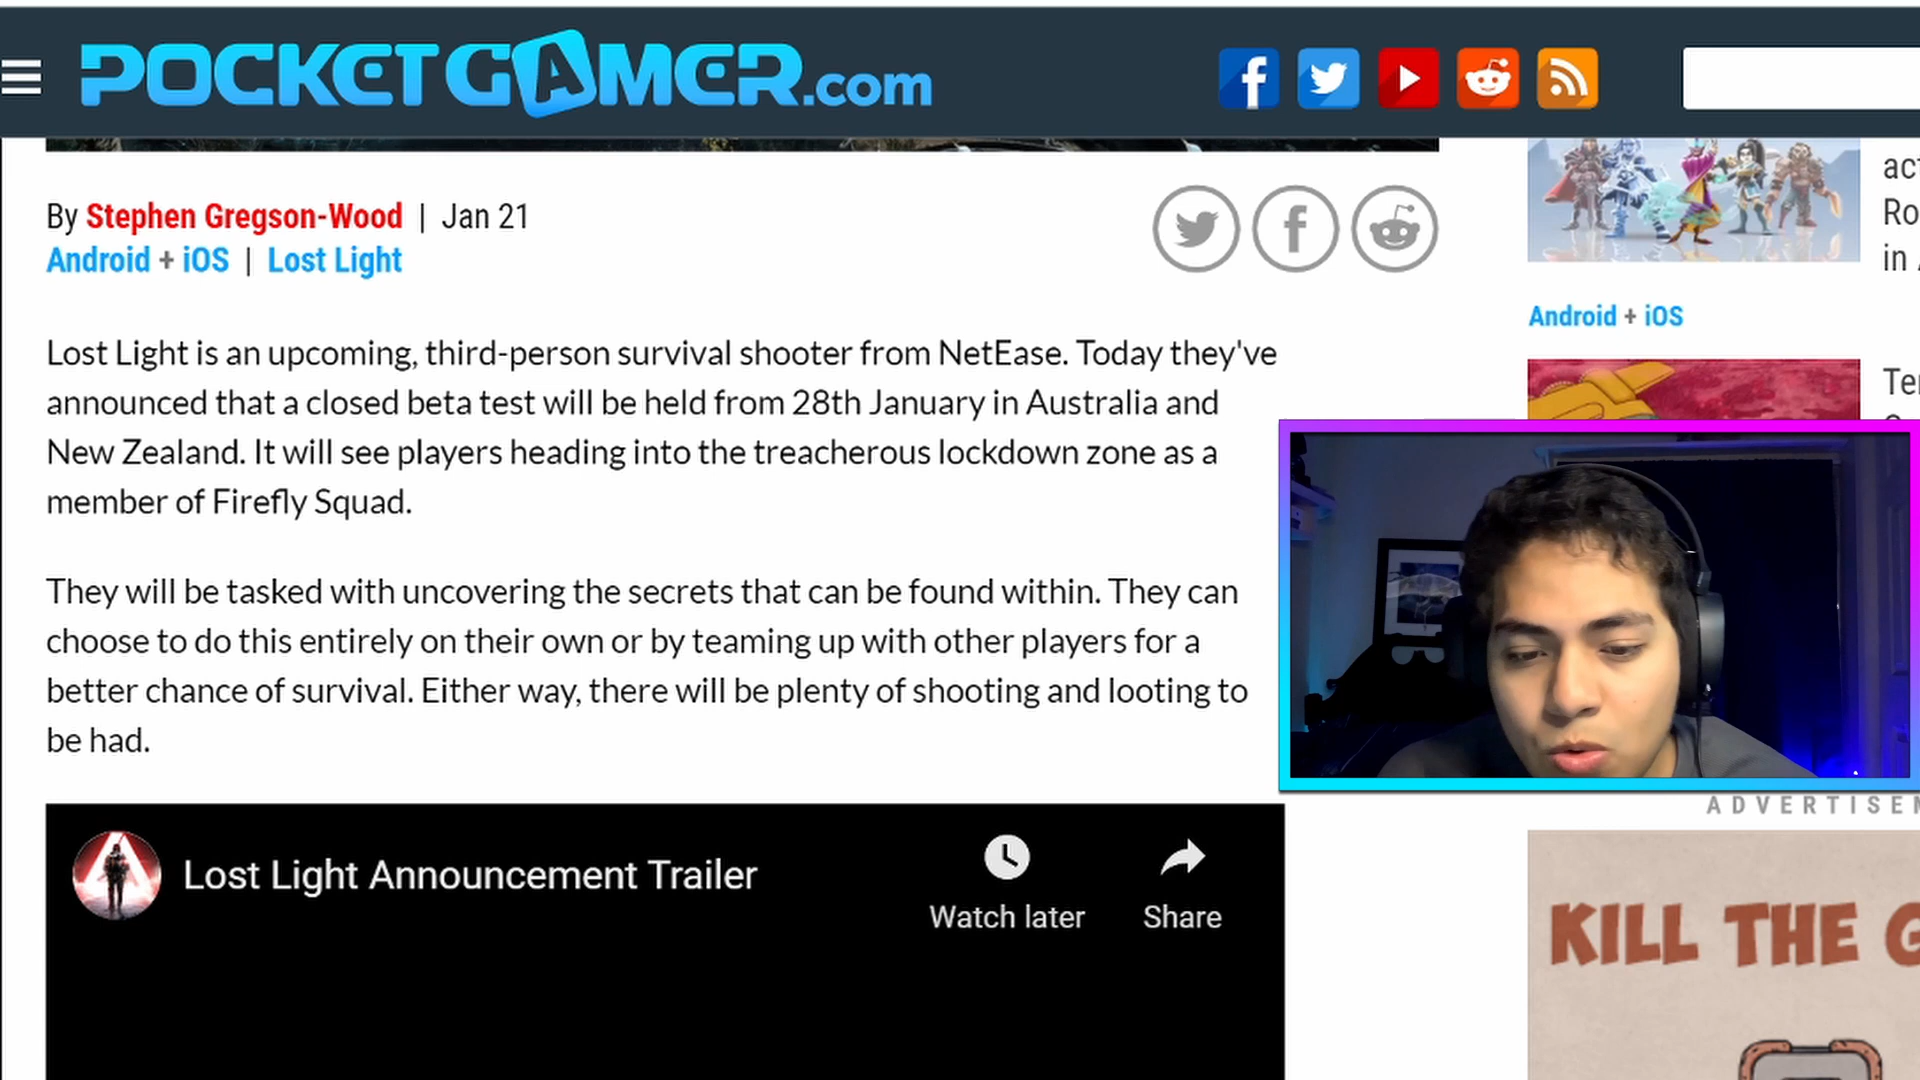 POCKETGAMER.com
By Stephen Gregson-Wood | Jan 21
Android + iOS | Lost Light
Lost Light is an upcoming, third-person survival shooter from NetEase. Today they've
announced that a closed beta test will be held from 28th January in Australia and
New Zealand. It will see players heading into the treacherous lockdown zone as a
member of Firefly Squad.
They will be tasked with uncovering the secrets that can be found within. They can
choose to do this entirely on their own or by teaming up with other players for a
better chance of survival. Either way, there will be plenty of shooting and looting to
be had.
Lost Light Announcement Trailer
Watch later
Share
in
Android + iOS
KILL THE